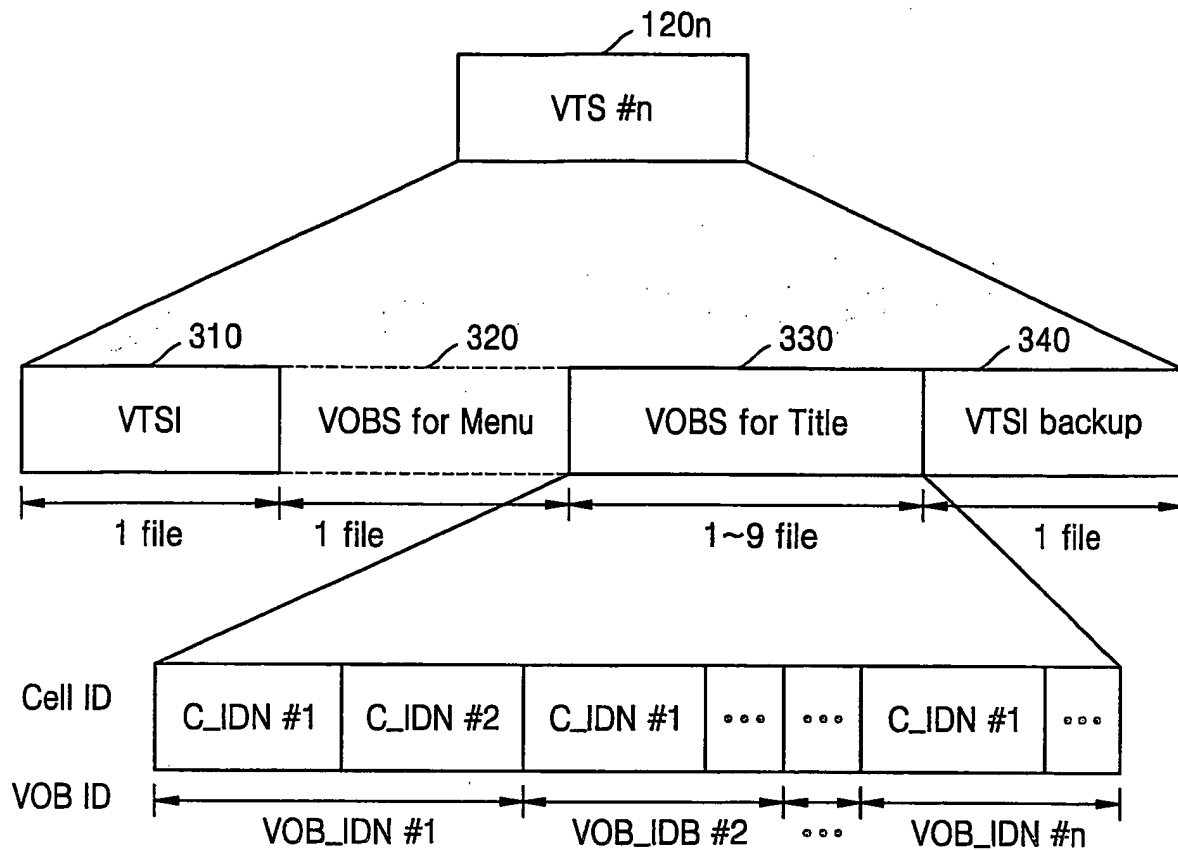 120n
VTS #n
310 320 330 340
VTSI VOBS for Menu VOBS for Title VTSI backup
1 file 1 file 1~9 file 1 file
Cell ID C_IDN #1 C_IDN #2 C_IDN #1 ∘∘∘ ∘∘∘ C_IDN #1 ∘∘∘
VOB ID
VOB_IDN #1 VOB_IDB #2 ∘∘∘ VOB_IDN #n